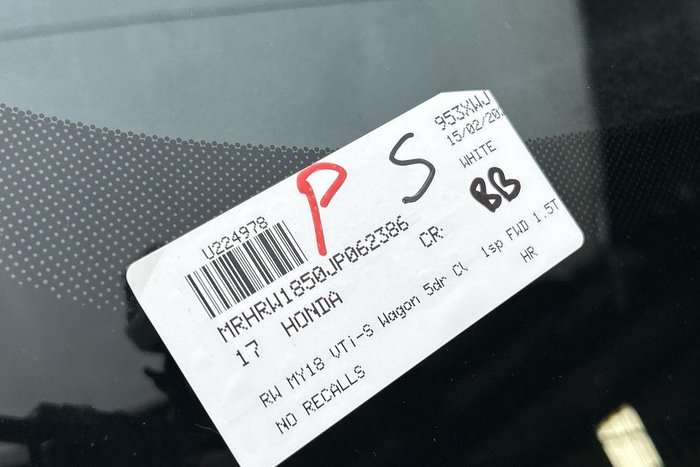 953XWJ
15/02/20
WHITE
P S BB
U224978
MRHRW1850JP062386 CR:
17 HONDA
RW MY18 VTi-S Wagon 5dr CL 1sp FWD 1.5T
HR
NO RECALLS